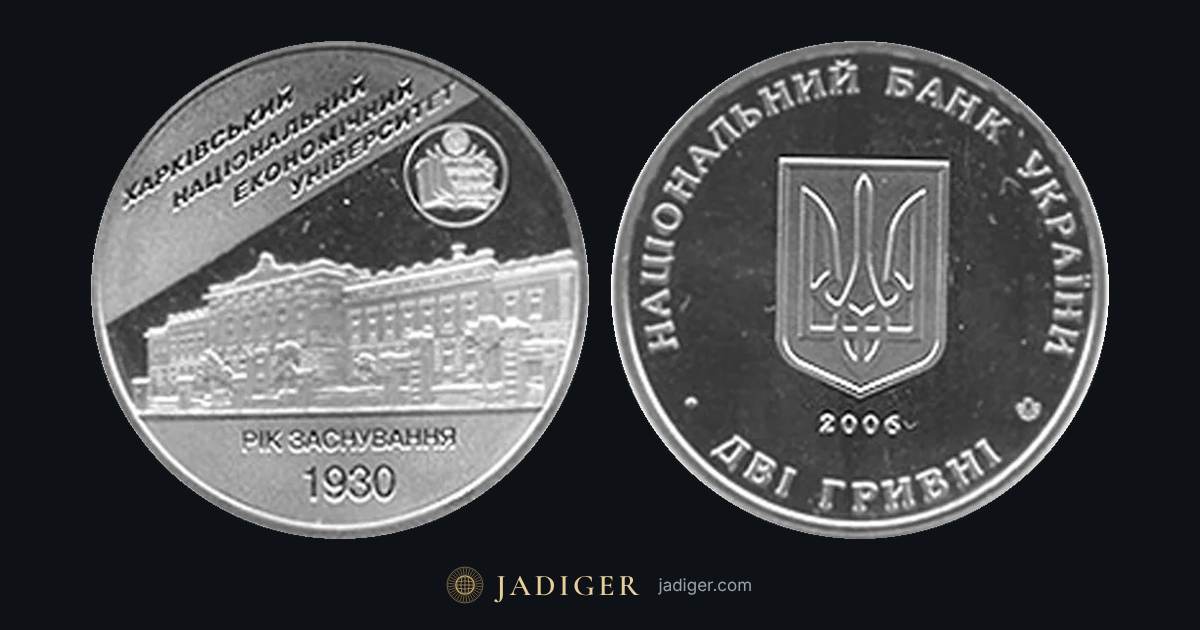 ХАРКІВСЬКИЙ
НАЦІОНАЛЬНИЙ
ЕКОНОМІЧНИЙ
УНІВЕРСИТЕТ
РІК ЗАСНУВАННЯ
1930
НАЦІОНАЛЬНИЙ БАНК УКРАЇНИ
2006
ДВІ ГРИВНІ
JADIGER
jadiger.com